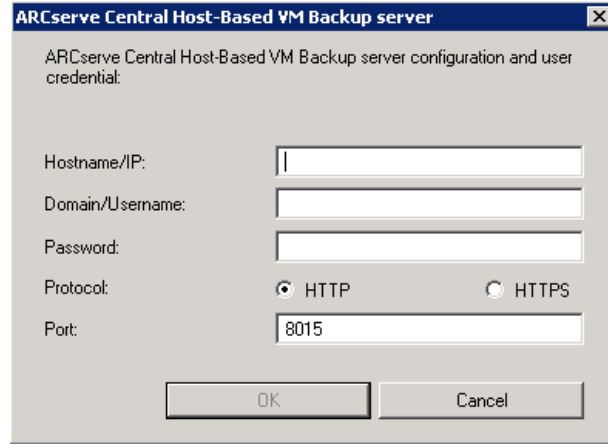 ARCserve Central Host-Based VM Backup server
ARCserve Central Host-Based VM Backup server configuration and user
credential:
Hostname/IP:
Domain/Username:
Password:
Protocol: HTTP HTTPS
Port: 8015
OK Cancel